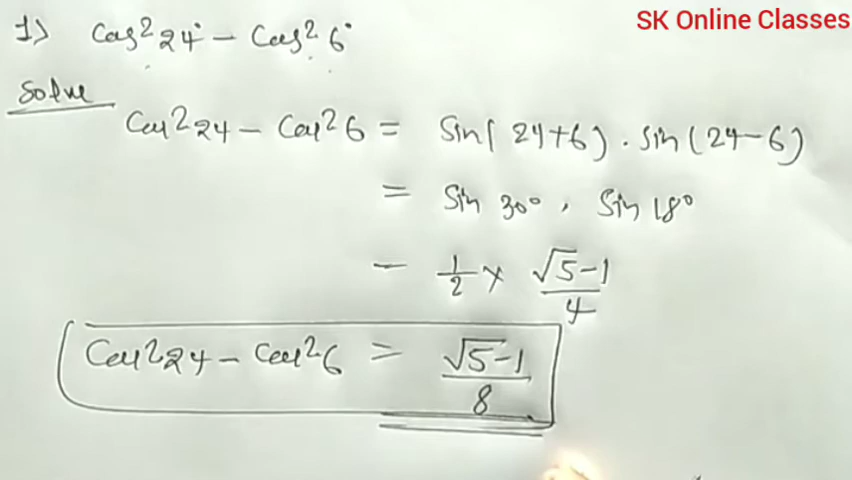 SK Online Classes
1) Cos²24° - Cos²6°
Solve
Cos²24 - Cos²6 = Sin(24+6) . Sin(24-6)
= Sin 30° . Sin 18°
- 1/2 × √5-1/4
Cos²24 - Cos²6 = √5-1/8